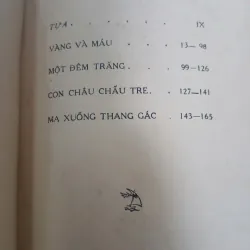 TỰA . . . . . . IX
VÀNG VÀ MÁU . . . 13— 98
MỘT ĐÊM TRĂNG . . . 99—126
CON CHÂU CHẤU TRE . . 127—141
MA XUỐNG THANG GÁC . 143—165